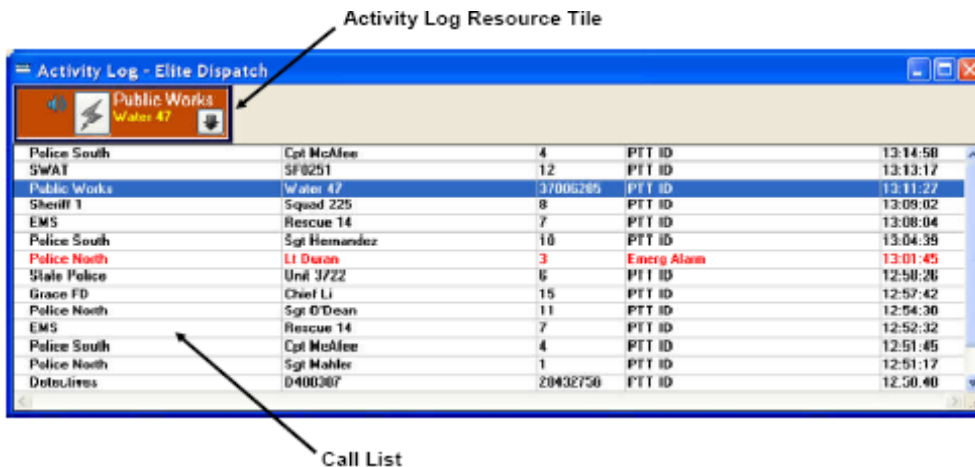 Activity Log Resource Tile
Activity Log - Elite Dispatch
Public Works
Water 47
Police South Cpt McAfee 4 PTT ID 13:14:58
SWAT SF0251 12 PTT ID 13:13:17
Public Works Water 47 37006285 PTT ID 13:11:27
Sheriff 1 Squad 225 8 PTT ID 13:09:02
EMS Rescue 14 7 PTT ID 13:08:04
Police South Sgt Hernandez 10 PTT ID 13:04:39
Police North Lt Duran 3 Emerg Alarm 13:01:45
State Police Unit 3722 6 PTT ID 12:58:26
Grace FD Chief Li 15 PTT ID 12:57:42
Police North Sgt O'Dean 11 PTT ID 12:54:30
EMS Rescue 14 7 PTT ID 12:52:32
Police South Cpt McAfee 4 PTT ID 12:51:45
Police North Sgt Mahler 1 PTT ID 12:51:17
Detectives PTT ID
Call List